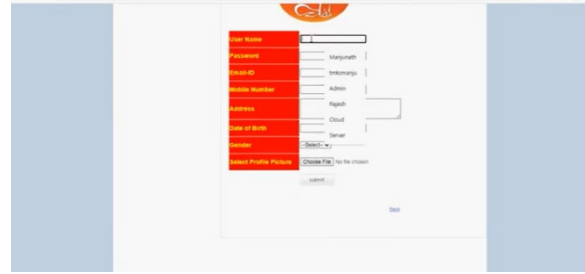 User Name
Password
Manjunath
Email-ID
tmksmanju
Mobile Number
Admin
Address
Rajesh
Cloud
Date of Birth
Server
Gender
--Select--
Select Profile Picture
Choose File No file chosen
submit
Back